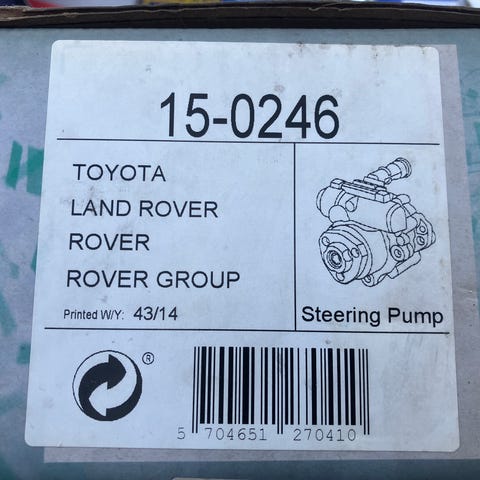 15-0246
TOYOTA
LAND ROVER
ROVER
ROVER GROUP
Printed W/Y: 43/14
Steering Pump
®
5 704651 270410